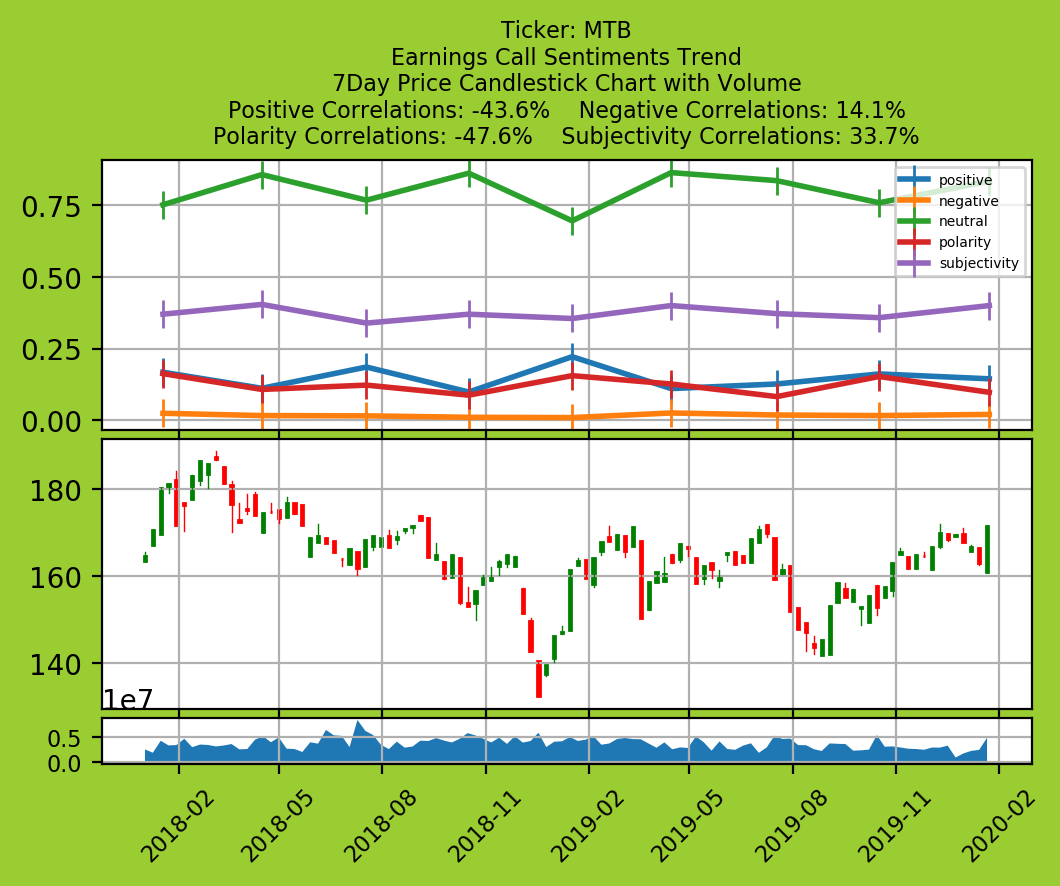 Ticker: MTB
Earnings Call Sentiments Trend
7Day Price Candlestick Chart with Volume
Positive Correlations: -43.6%    Negative Correlations: 14.1%
Polarity Correlations: -47.6%    Subjectivity Correlations: 33.7%
positive
negative
neutral
polarity
subjectivity
0.75
0.50
0.25
0.00
180
160
140
1e7
0.5
0.0
2018-02
2018-05
2018-08
2018-11
2019-02
2019-05
2019-08
2019-11
2020-02